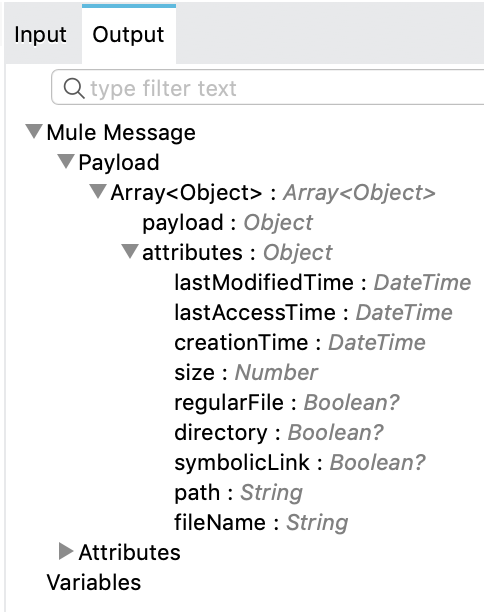 Input Output
type filter text
Mule Message
Payload
Array<Object> : Array<Object>
payload : Object
attributes : Object
lastModifiedTime : DateTime
lastAccessTime : DateTime
creationTime : DateTime
size : Number
regularFile : Boolean?
directory : Boolean?
symbolicLink : Boolean?
path : String
fileName : String
Attributes
Variables